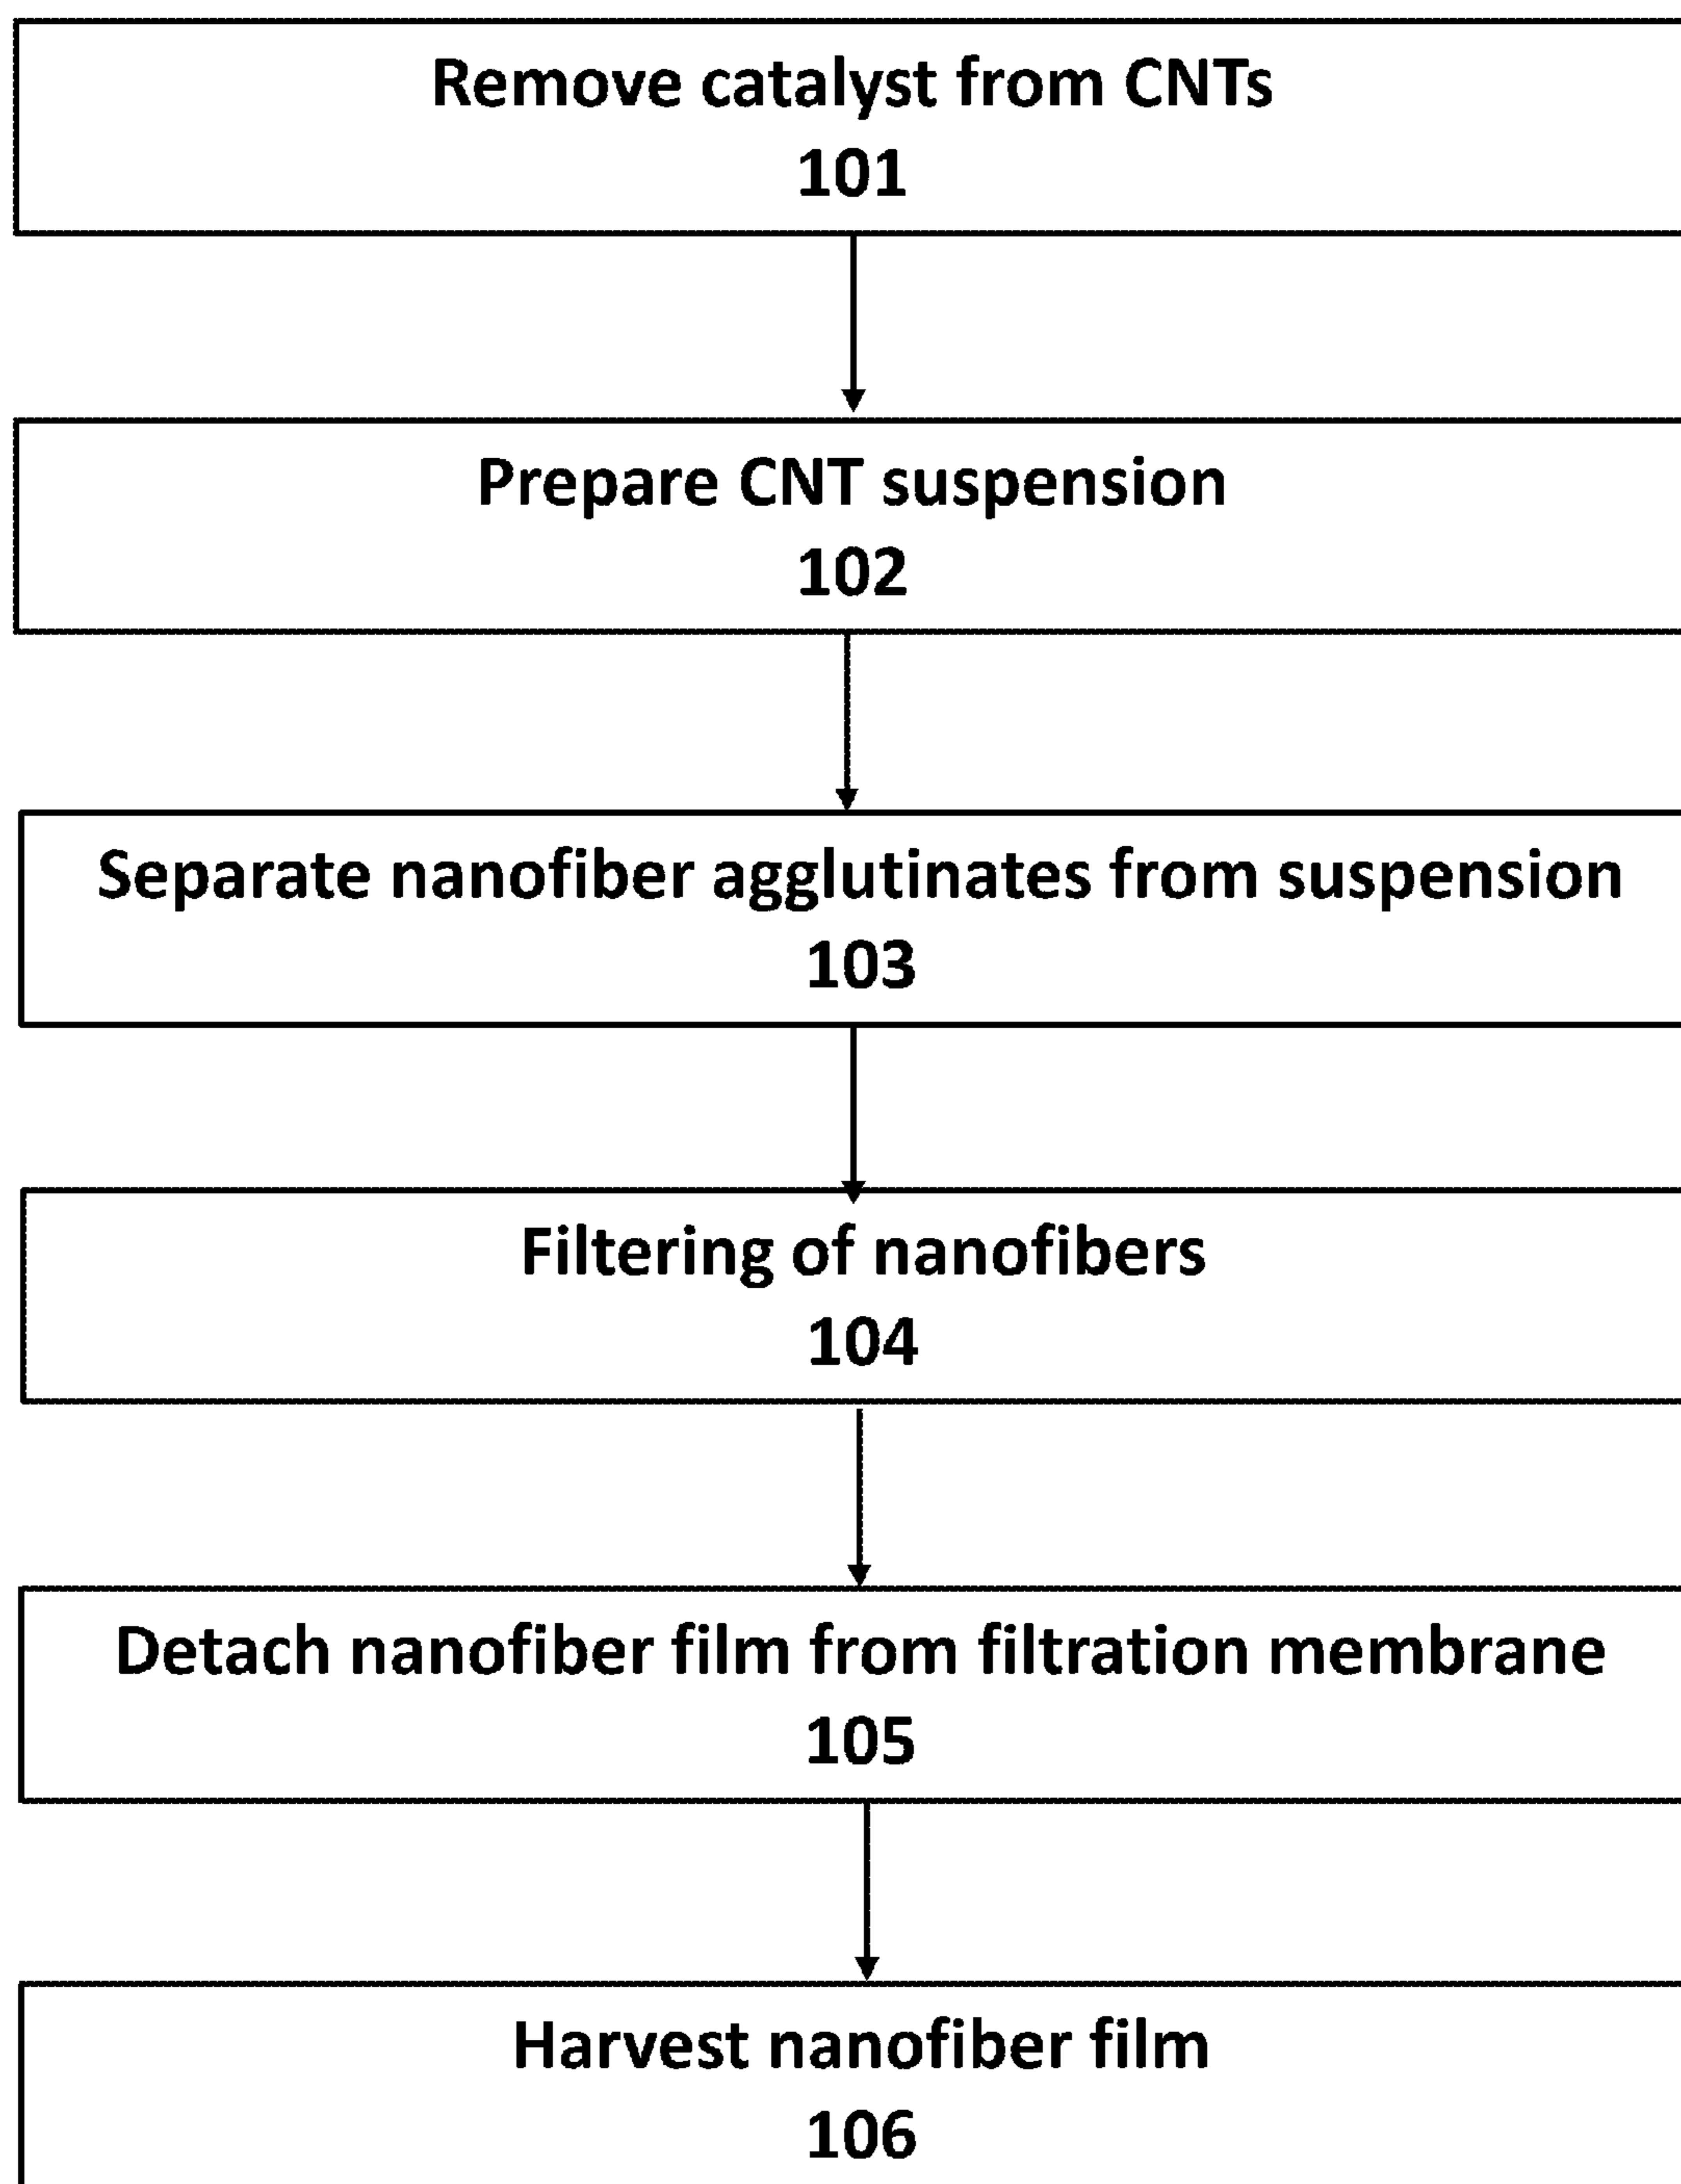 Remove catalyst from CNTs
101
Prepare CNT suspension
102
Separate nanofiber agglutinates from suspension
103
Filtering of nanofibers
104
Detach nanofiber film from filtration membrane
105
Harvest nanofiber film
106